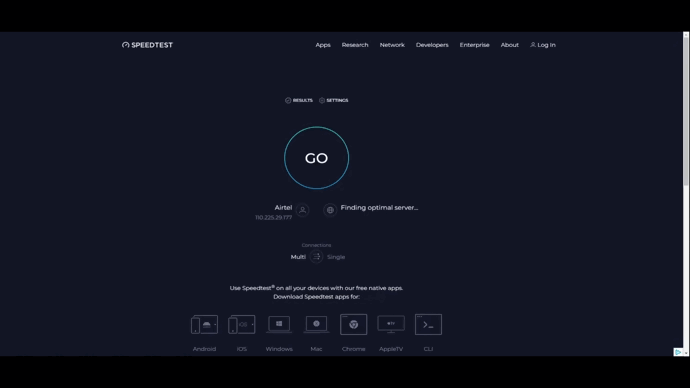 SPEEDTEST
Apps Research Network Developers Enterprise About Log In
RESULTS SETTINGS
GO
Airtel
110.225.29.177
Finding optimal server...
Connections
Multi Single
Use Speedtest® on all your devices with our free native apps.
Download Speedtest apps for:
Android iOS Windows Mac Chrome AppleTV CLI